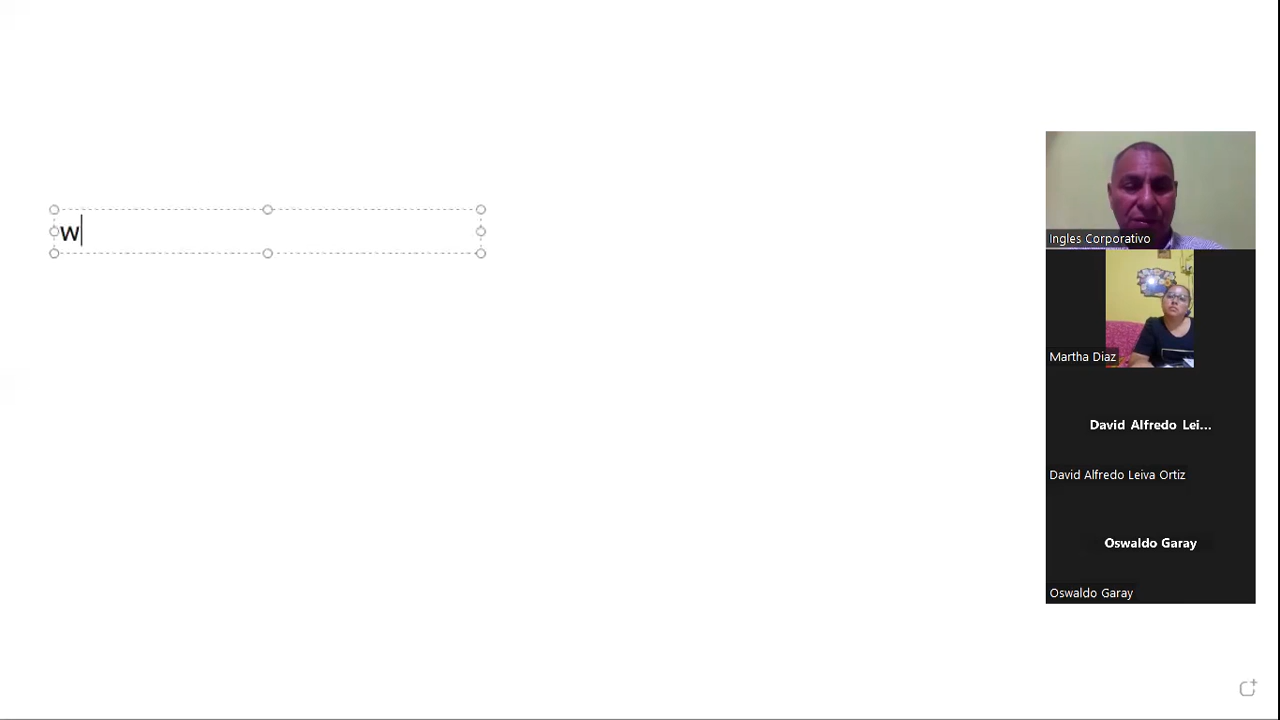 w
Ingles Corporativo
Martha Diaz
David Alfredo Lei...
David Alfredo Leiva Ortiz
Oswaldo Garay
Oswaldo Garay